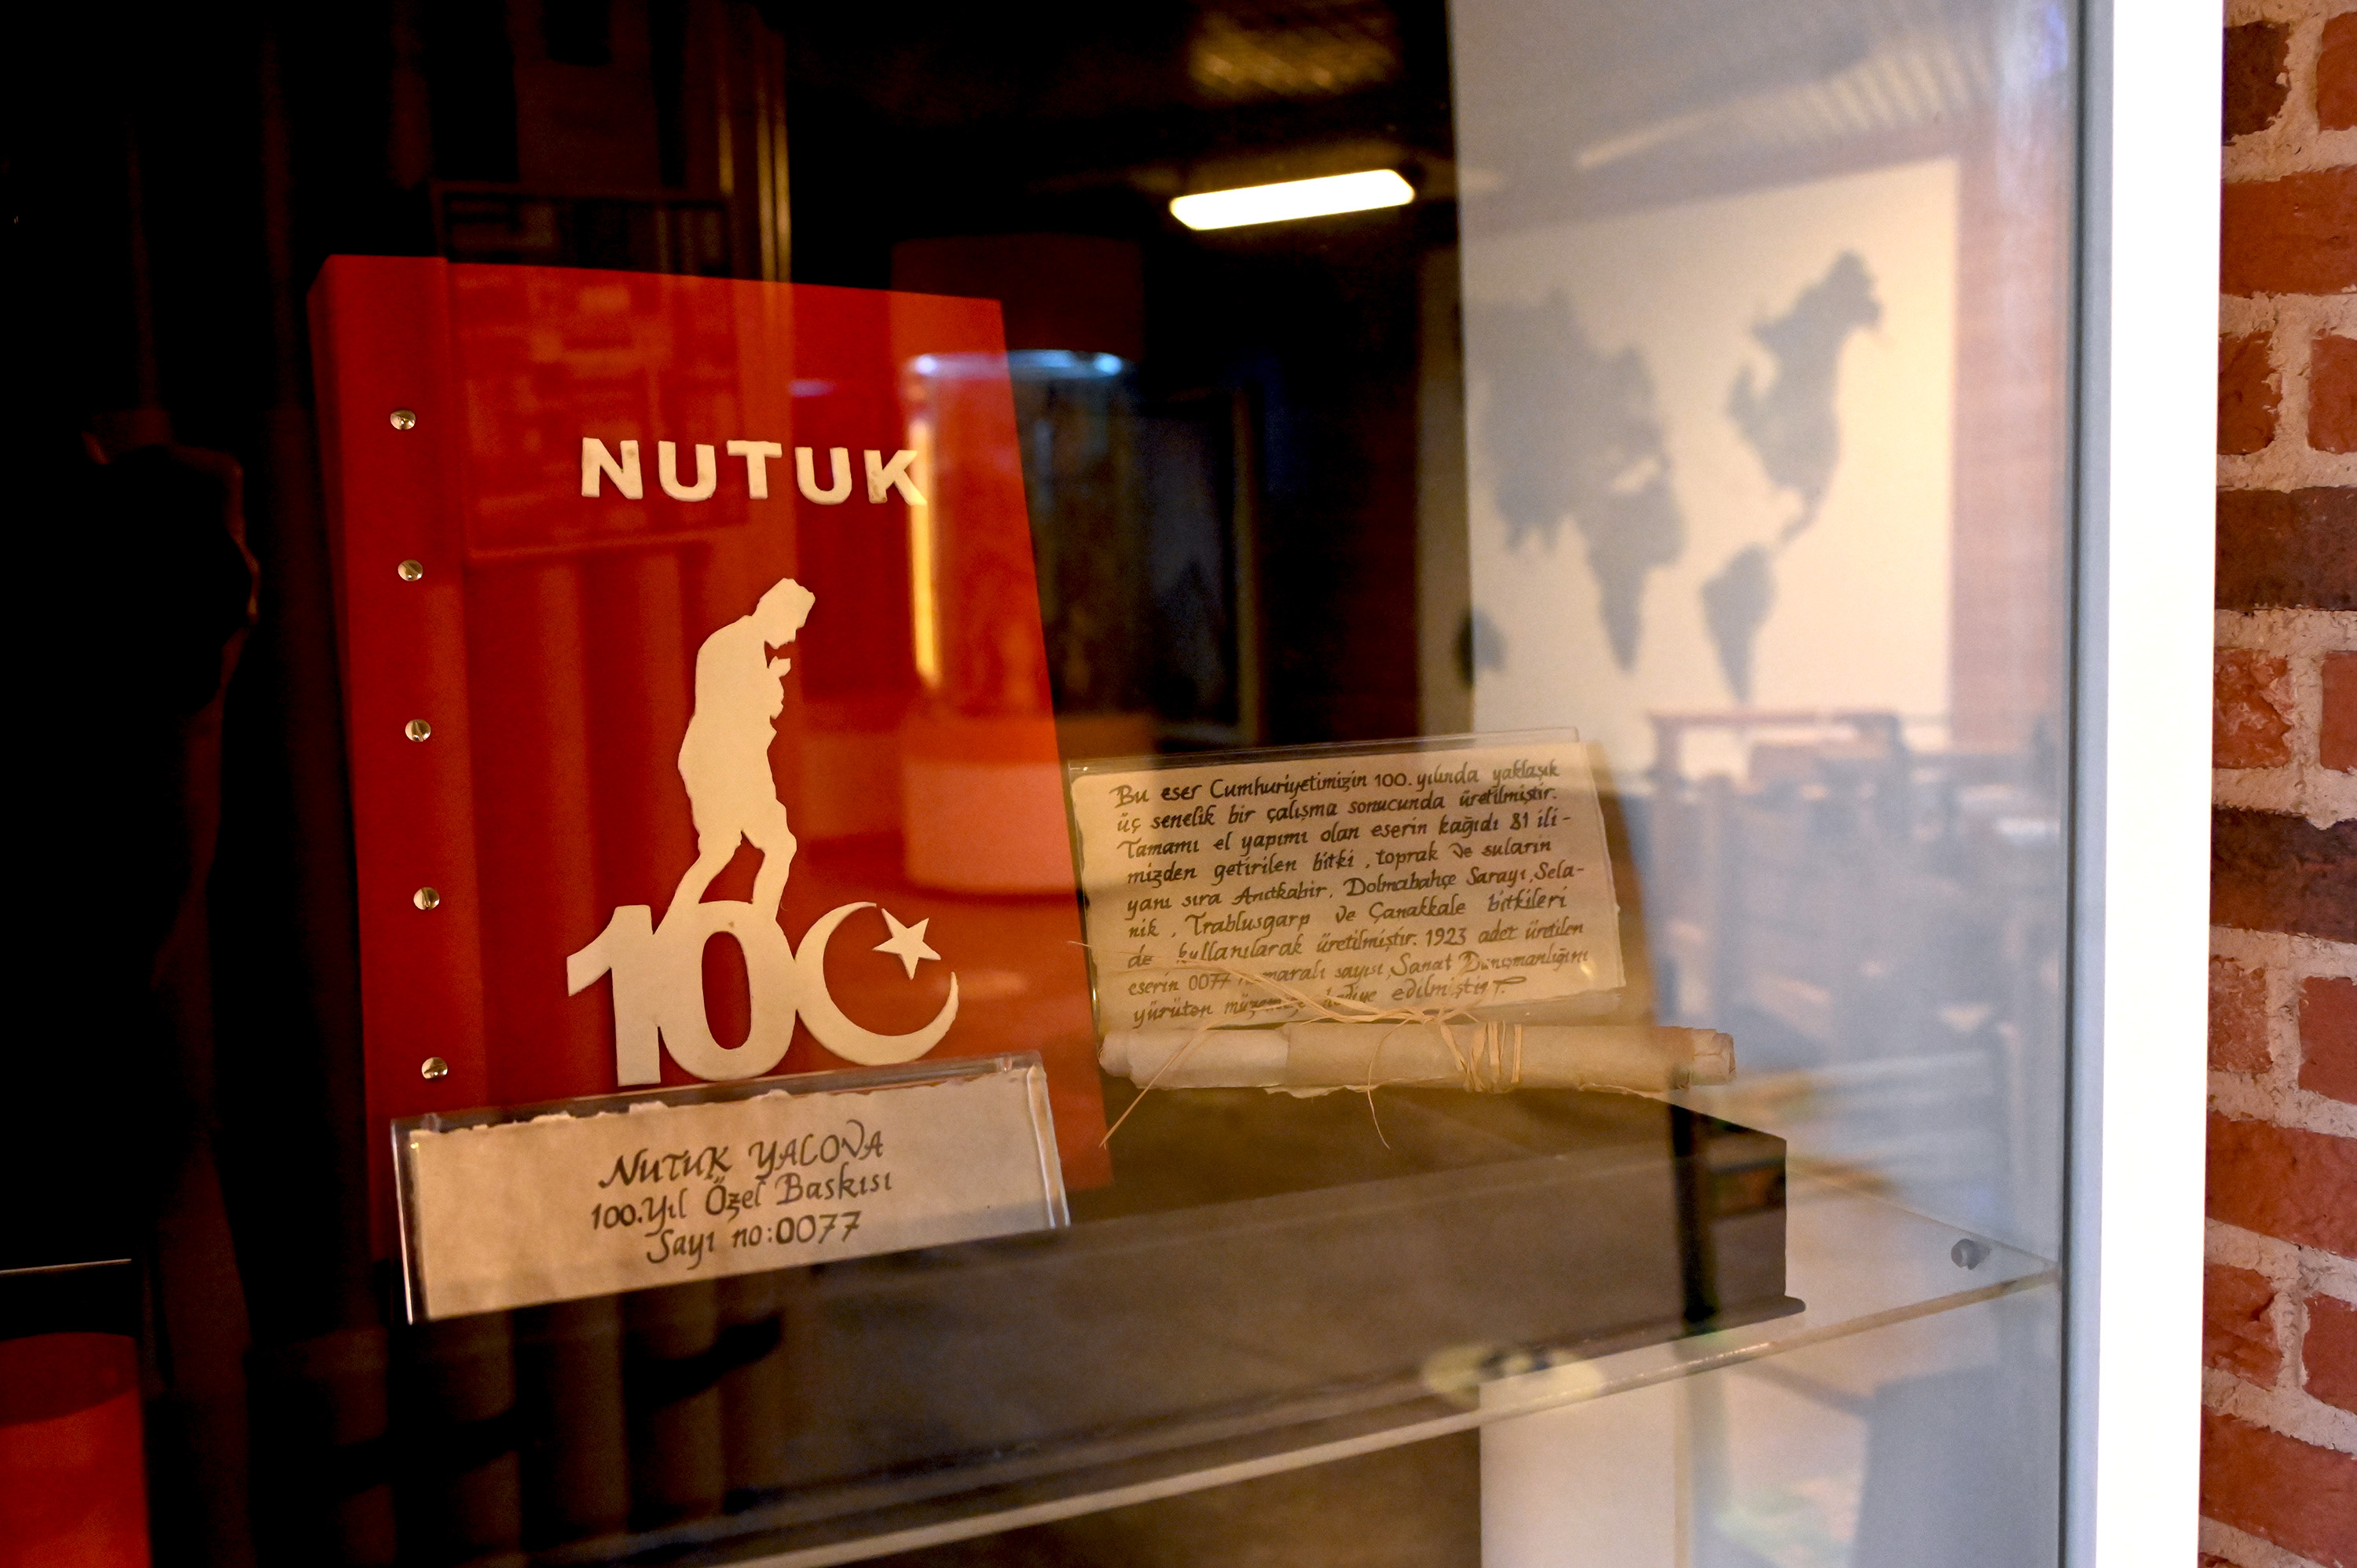 NUTUK
100
NUTUK YALOVA
100.Yıl Özel Baskısı
Sayı no:0077
Bu eser Cumhuriyetimizin 100. yılında yaklaşık
üç senelik bir çalışma sonucunda üretilmiştir.
Tamamı el yapımı olan eserin kağıdı 81 ili-
mizden getirilen bitki, toprak ve suların
yanı sıra Anıtkabir, Dolmabahçe Sarayı, Sela-
nik, Trablusgarp ve Çanakkale bitkileri
de kullanılarak üretilmiştir. 1923 adet üretilen
eserin 0077 numaralı sayısı, Sanat Danışmanlığını
yürüten müzemize hediye edilmiştir.